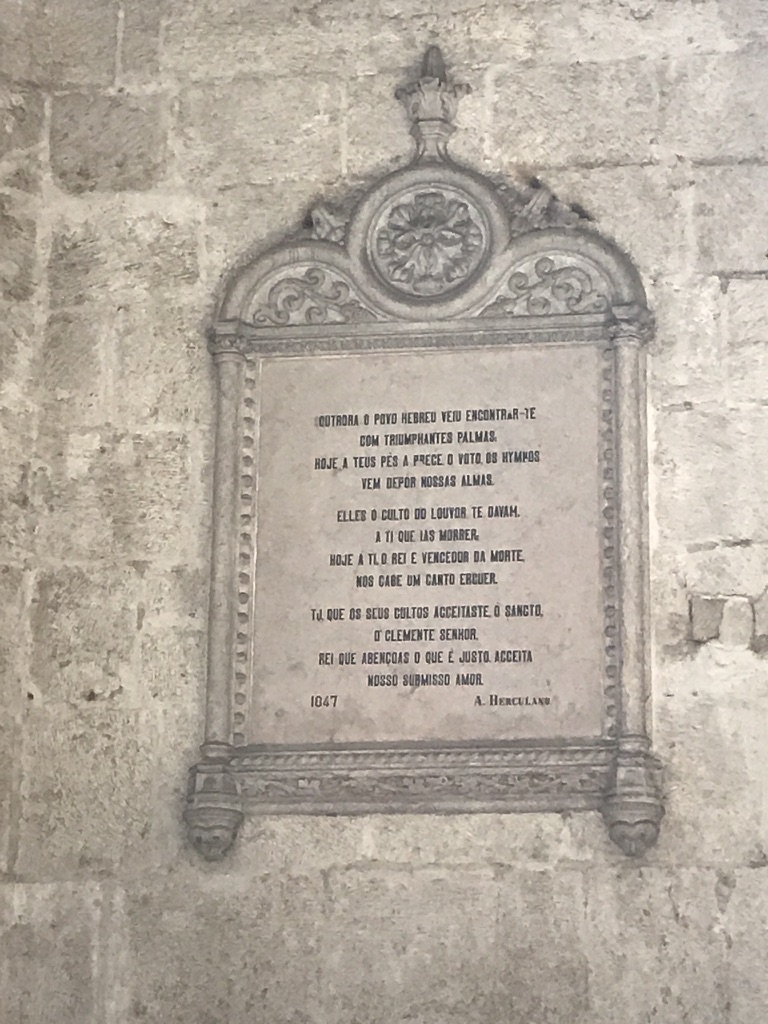 OUTRORA O POVO HEBREU VEIU ENCONTRAR-TE
COM TRIUMPHANTES PALMAS.
HOJE A TEUS PÉS A PRECE, O VOTO, OS HYMNOS
VEM DEPÔR NOSSAS ALMAS.
ELLES O CULTO DO LOUVOR TE DAVAM,
A TI QUE IAS MORRER,
HOJE A TI, O REI E VENCEDOR DA MORTE,
NOS CABE UM CANTO ERGUER.
TU, QUE OS SEUS CULTOS ACCEITASTE, O SANCTO,
O' CLEMENTE SENHOR,
REI QUE ABENÇOAS O QUE É JUSTO, ACCEITA
NOSSO SUBMISSO AMOR.
1847 A. HERCULANO